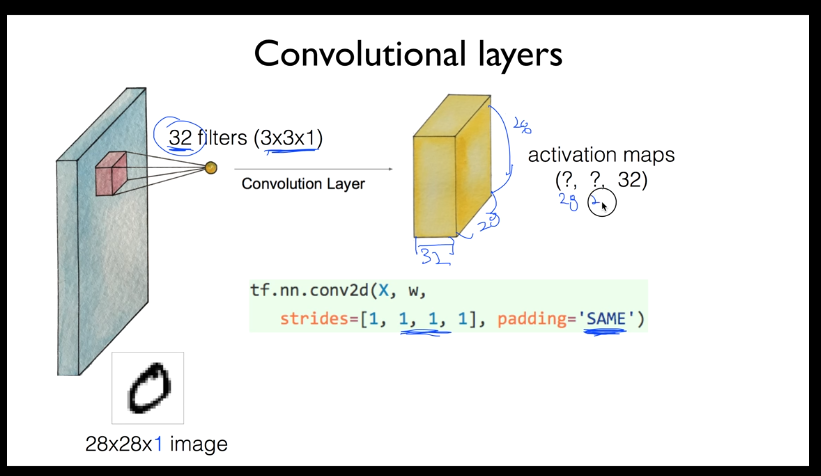 Convolutional layers
32 filters (3x3x1)
28
activation maps
(?, ?, 32)
28
Convolution Layer
28
32
tf.nn.conv2d(X, w,
strides=[1, 1, 1, 1], padding='SAME')
28x28x1 image